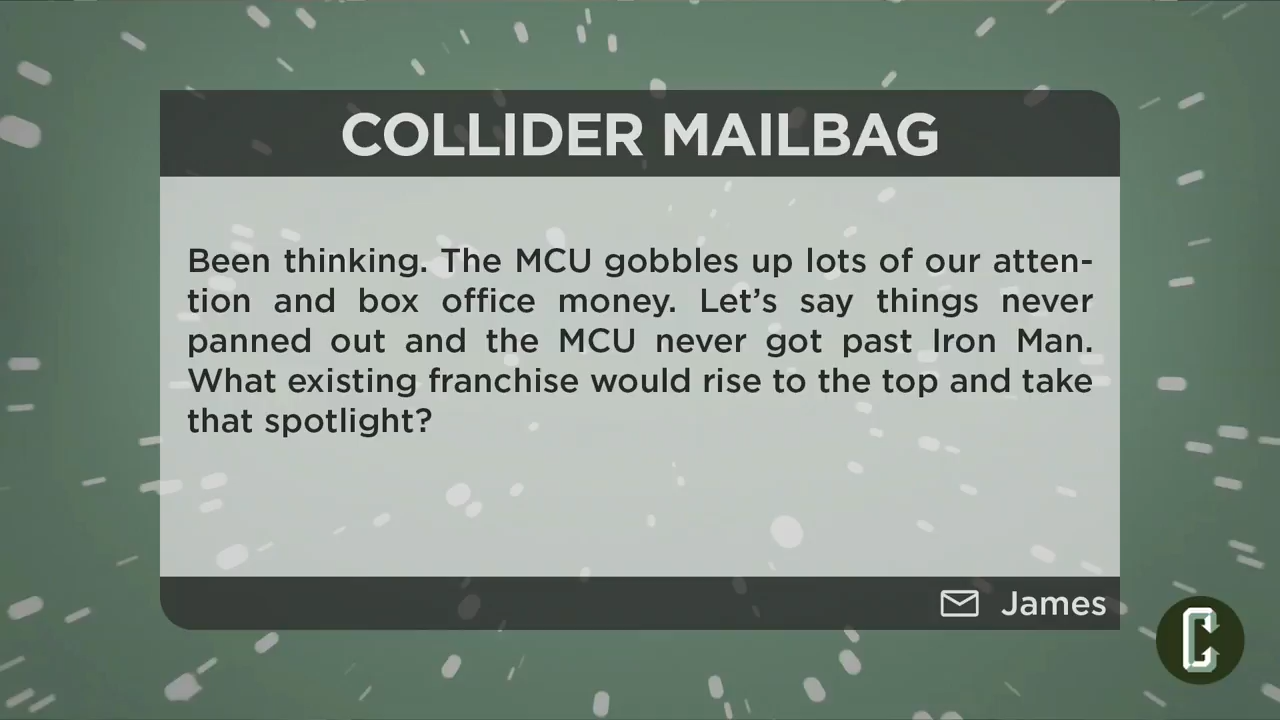 COLLIDER MAILBAG
Been thinking. The MCU gobbles up lots of our atten-
tion and box office money. Let’s say things never
panned out and the MCU never got past Iron Man.
What existing franchise would rise to the top and take
that spotlight?
James
C